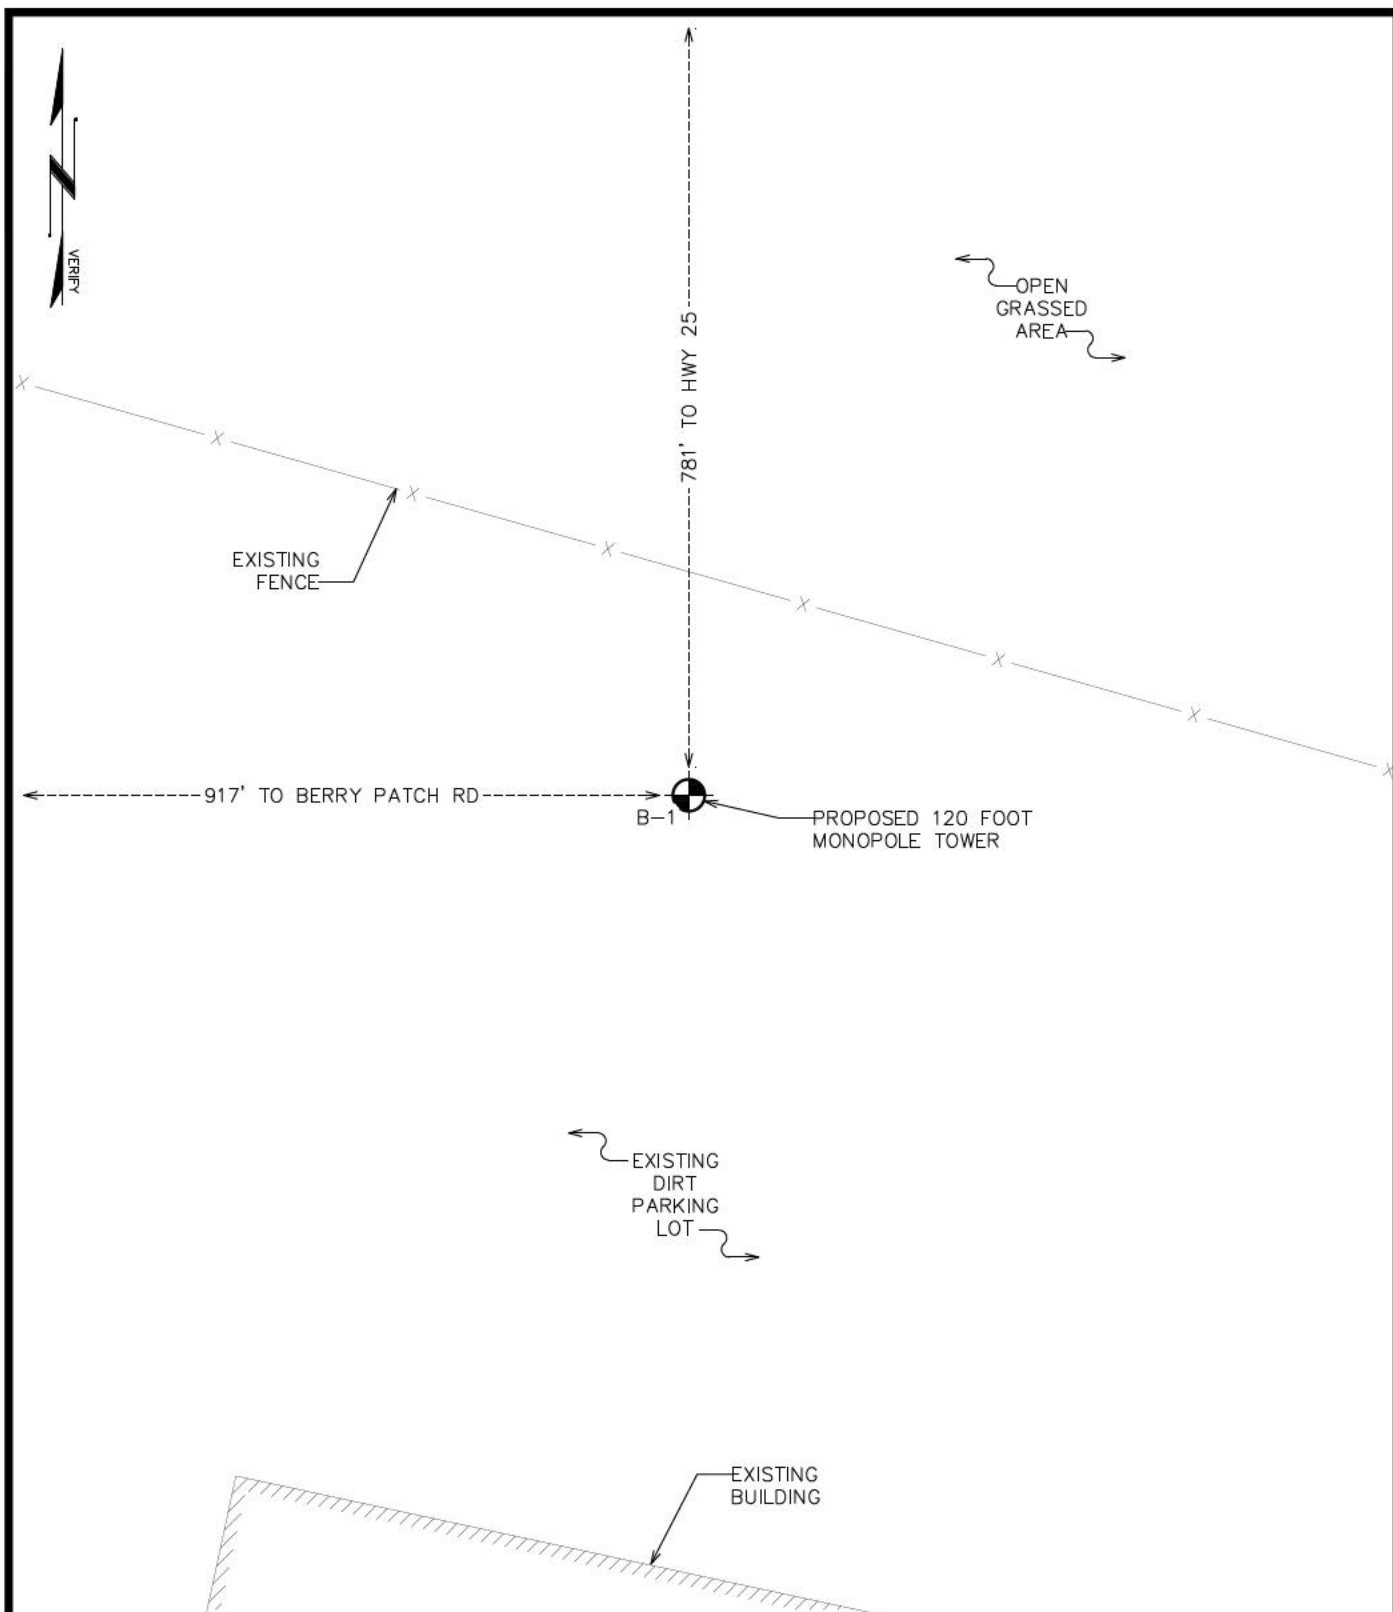 N
VERIFY
OPEN
GRASSED
AREA
781' TO HWY 25
EXISTING
FENCE
917' TO BERRY PATCH RD
B-1
PROPOSED 120 FOOT
MONOPOLE TOWER
EXISTING
DIRT
PARKING
LOT
EXISTING
BUILDING